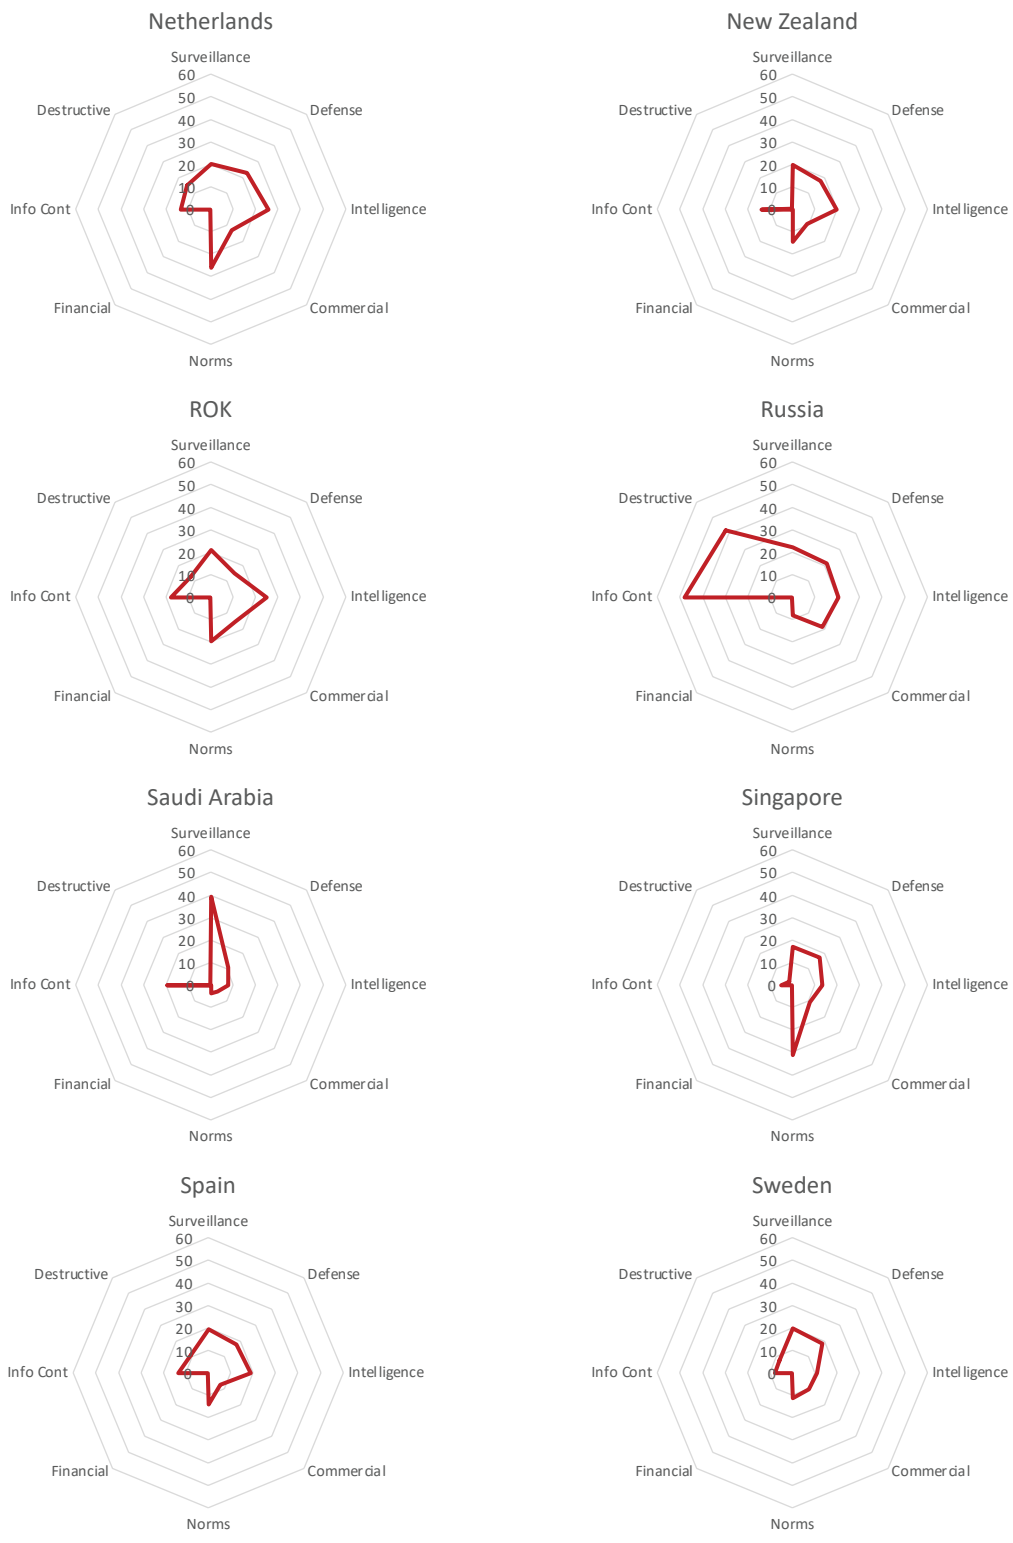 Netherlands
Surveillance
60
50
40
30
20
10
0
Destructive
Defense
Info Cont
Intelligence
Financial
Commercial
Norms
New Zealand
Surveillance
60
50
40
30
20
10
0
Destructive
Defense
Info Cont
Intelligence
Financial
Commercial
Norms
ROK
Surveillance
60
50
40
30
20
10
0
Destructive
Defense
Info Cont
Intelligence
Financial
Commercial
Norms
Russia
Surveillance
60
50
40
30
20
10
0
Destructive
Defense
Info Cont
Intelligence
Financial
Commercial
Norms
Saudi Arabia
Surveillance
60
50
40
30
20
10
0
Destructive
Defense
Info Cont
Intelligence
Financial
Commercial
Norms
Singapore
Surveillance
60
50
40
30
20
10
0
Destructive
Defense
Info Cont
Intelligence
Financial
Commercial
Norms
Spain
Surveillance
60
50
40
30
20
10
0
Destructive
Defense
Info Cont
Intelligence
Financial
Commercial
Norms
Sweden
Surveillance
60
50
40
30
20
10
0
Destructive
Defense
Info Cont
Intelligence
Financial
Commercial
Norms